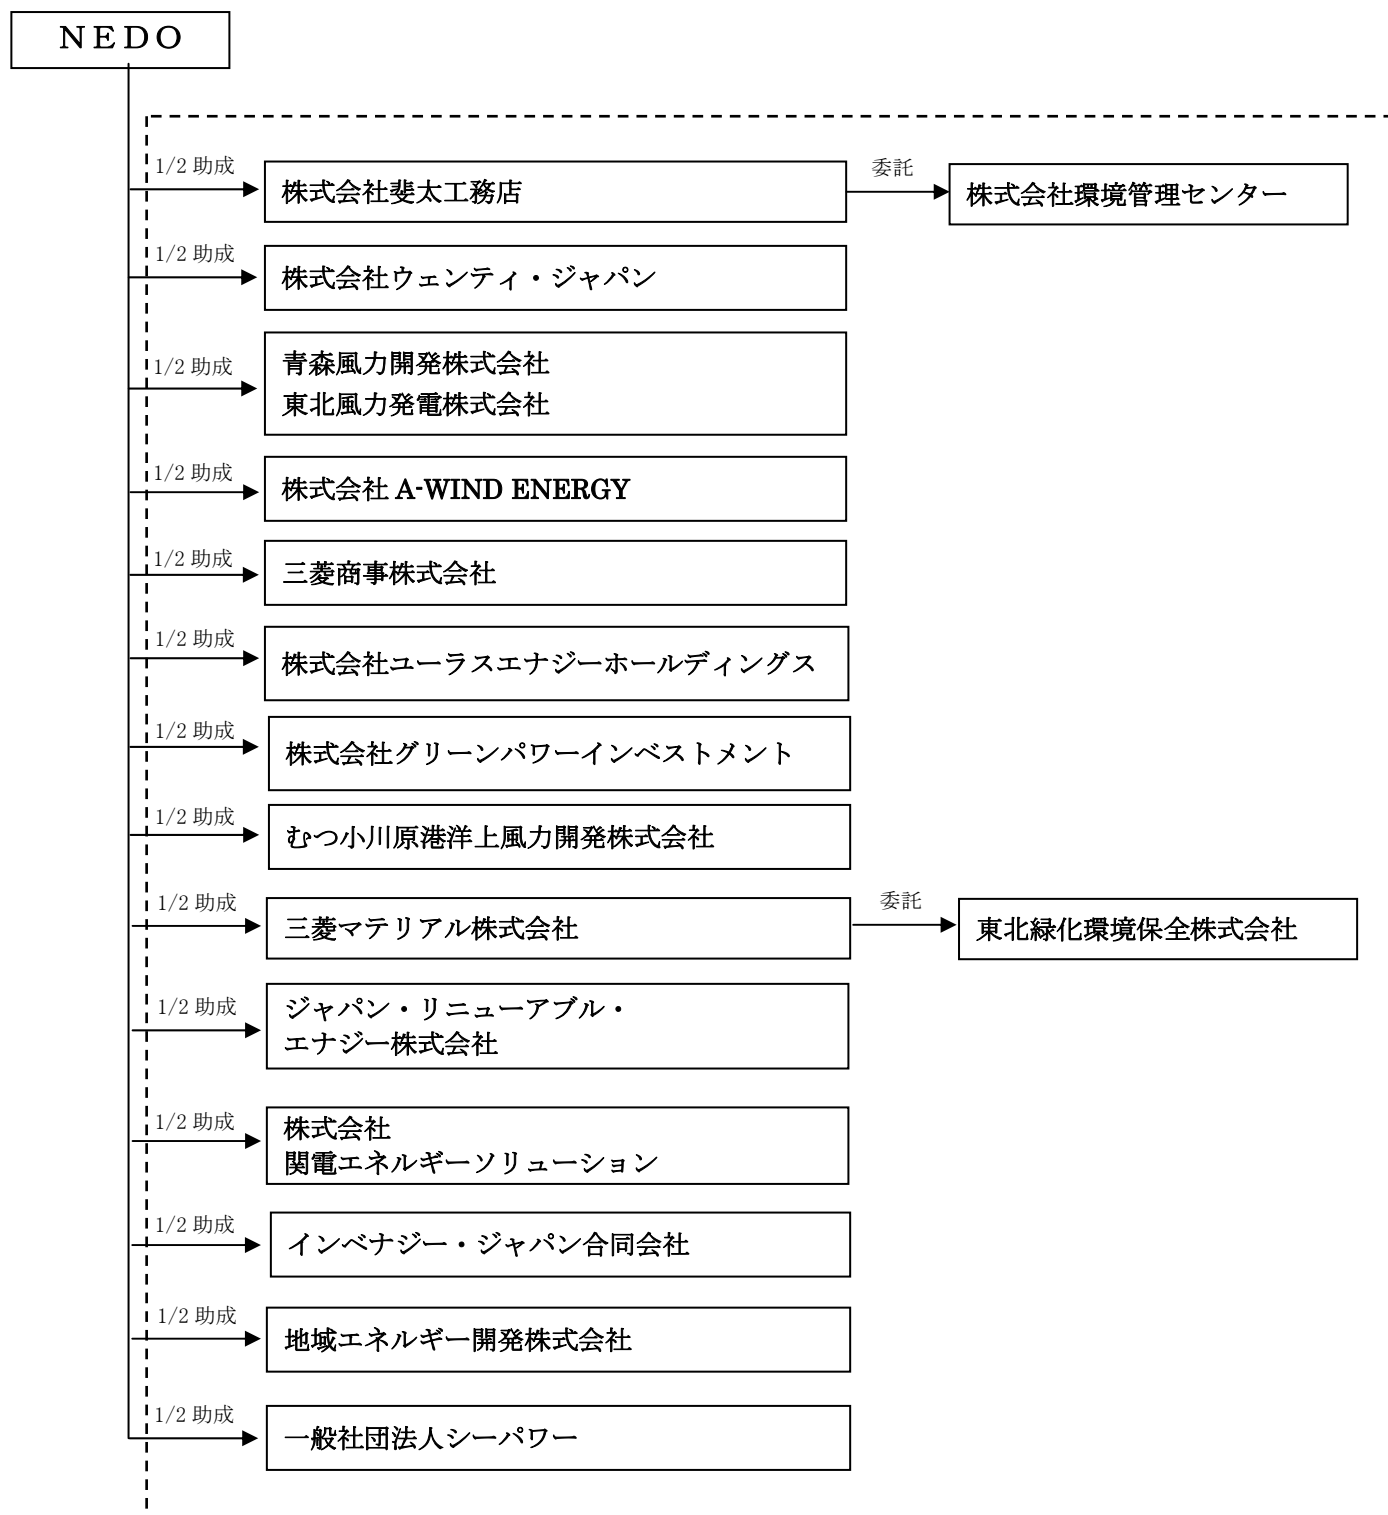 NEDO
1/2 助成
株式会社斐太工務店
委託
株式会社環境管理センター
1/2 助成
株式会社ウェンティ・ジャパン
1/2 助成
青森風力開発株式会社
東北風力発電株式会社
1/2 助成
株式会社 A-WIND ENERGY
1/2 助成
三菱商事株式会社
1/2 助成
株式会社ユーラスエナジーホールディングス
1/2 助成
株式会社グリーンパワーインベストメント
1/2 助成
むつ小川原港洋上風力開発株式会社
1/2 助成
三菱マテリアル株式会社
委託
東北緑化環境保全株式会社
1/2 助成
ジャパン・リニューアブル・
エナジー株式会社
1/2 助成
株式会社
関電エネルギーソリューション
1/2 助成
インベナジー・ジャパン合同会社
1/2 助成
地域エネルギー開発株式会社
1/2 助成
一般社団法人シーパワー